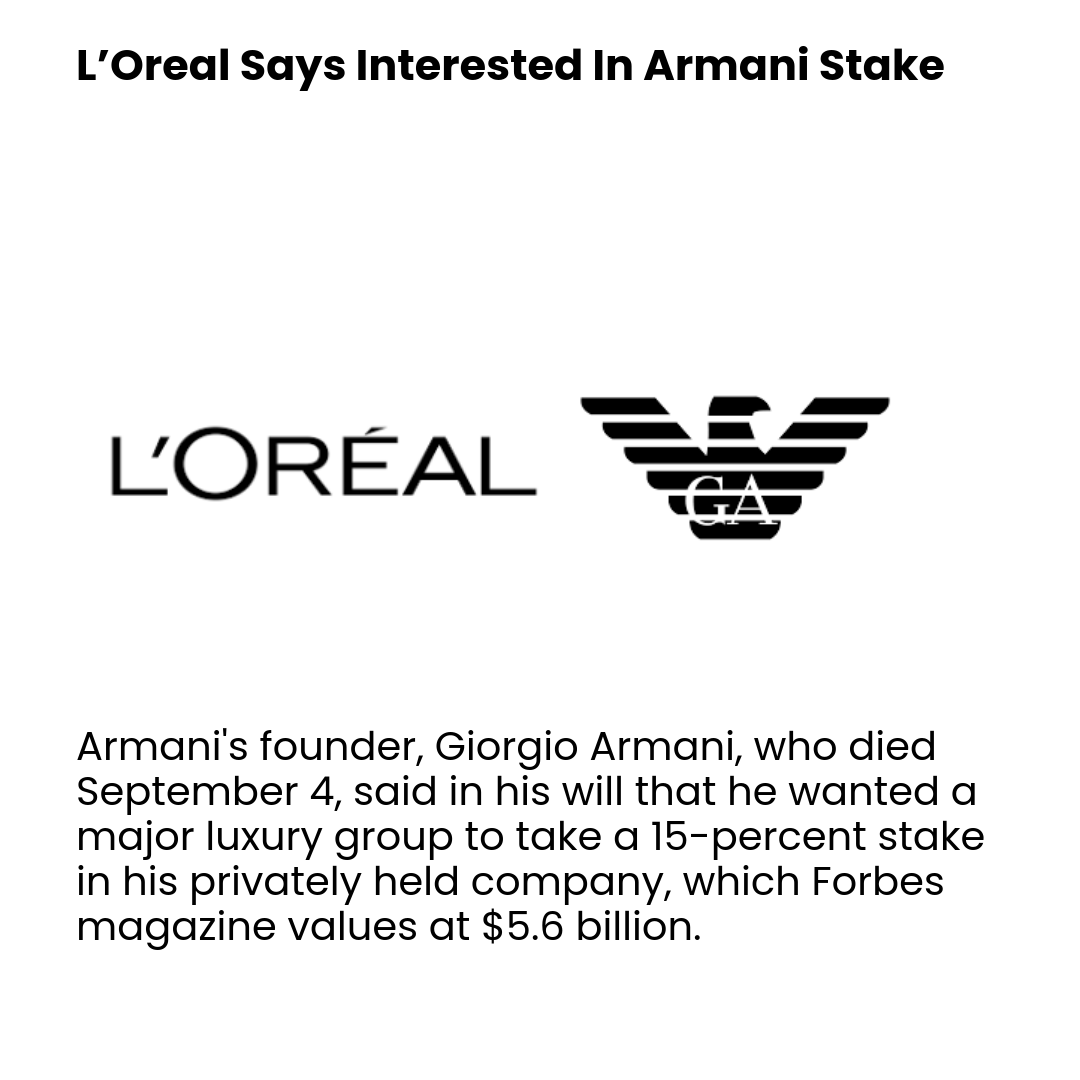 L’Oreal Says Interested In Armani Stake
L'ORÉAL
GA
Armani's founder, Giorgio Armani, who died
September 4, said in his will that he wanted a
major luxury group to take a 15-percent stake
in his privately held company, which Forbes
magazine values at $5.6 billion.